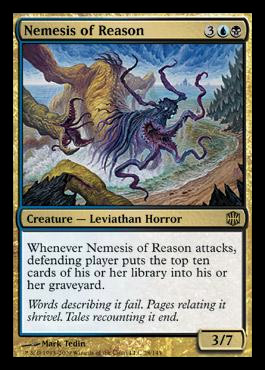 Nemesis of Reason 3
Creature — Leviathan Horror
Whenever Nemesis of Reason attacks,
defending player puts the top ten
cards of his or her library into his or
her graveyard.
Words describing it fail. Pages relating it
shrivel. Tales recounting it end.
Mark Tedin
3/7